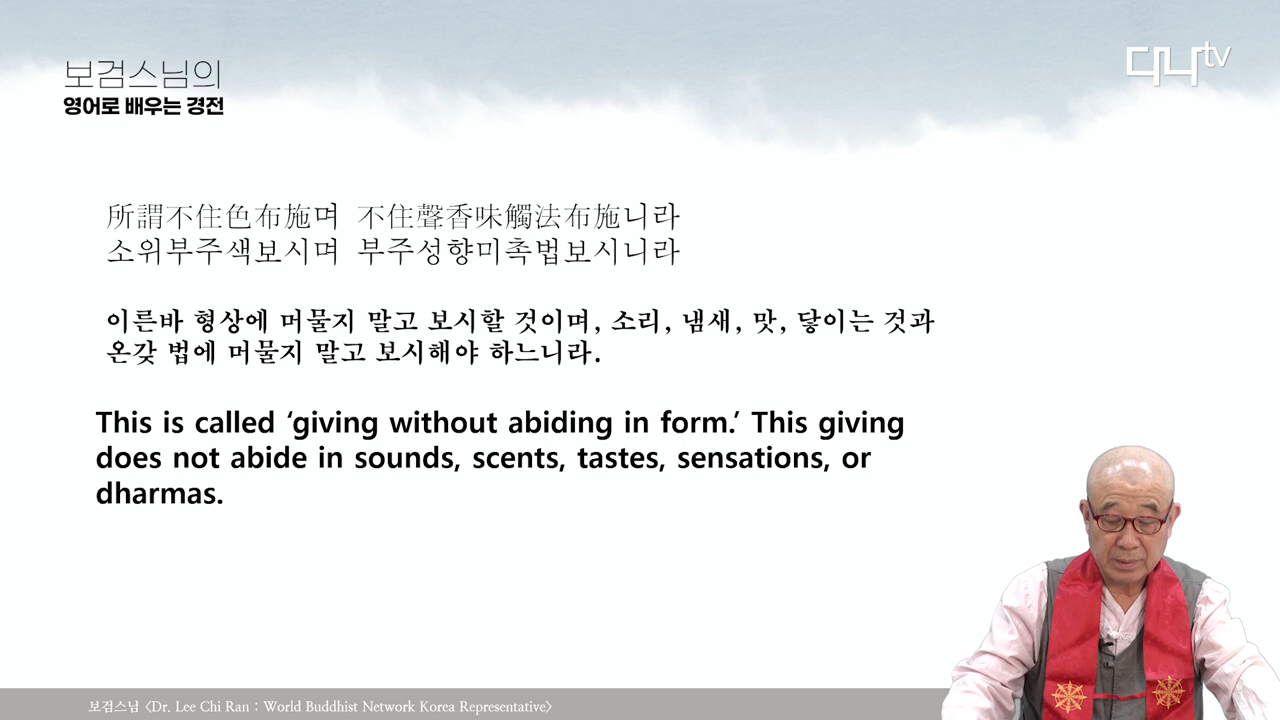 보검스님의
영어로 배우는 경전
다나tv
所謂不住色布施며 不住聲香味觸法布施니라
소위부주색보시며 부주성향미촉법보시니라
이른바 형상에 머물지 말고 보시할 것이며, 소리, 냄새, 맛, 닿이는 것과
온갖 법에 머물지 말고 보시해야 하느니라.
This is called ‘giving without abiding in form.’ This giving
does not abide in sounds, scents, tastes, sensations, or
dharmas.
보검스님 <Dr. Lee Chi Ran : World Buddhist Network Korea Representative>